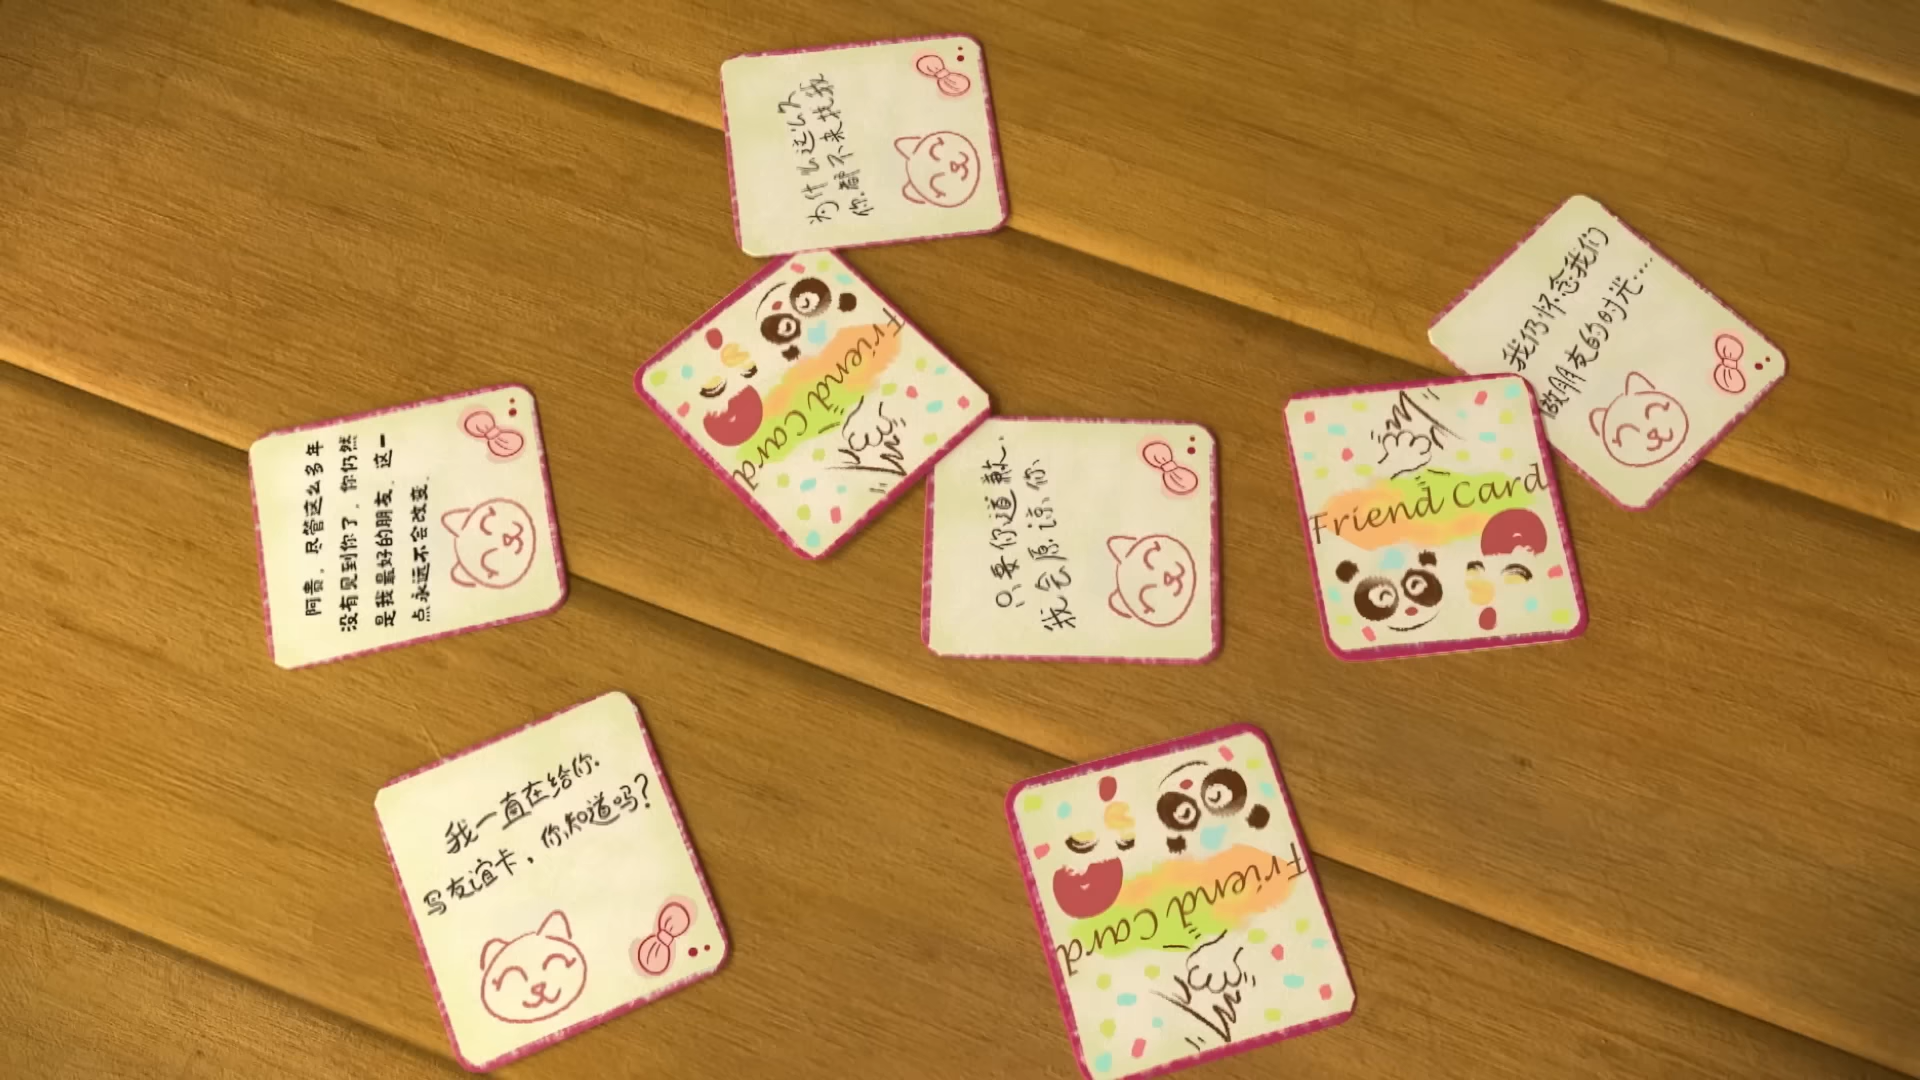 为什么这么久
你都不来找我
我仍怀念我们
做朋友的时光....
Friend Card
Friend Card
阿贵，尽管这么多年
没有见到你了，你仍然
是我最好的朋友，这一
点永远不会改变。
只要你道歉，
我会原谅你。
我一直在给你
写友谊卡，你知道吗？
Friend Card